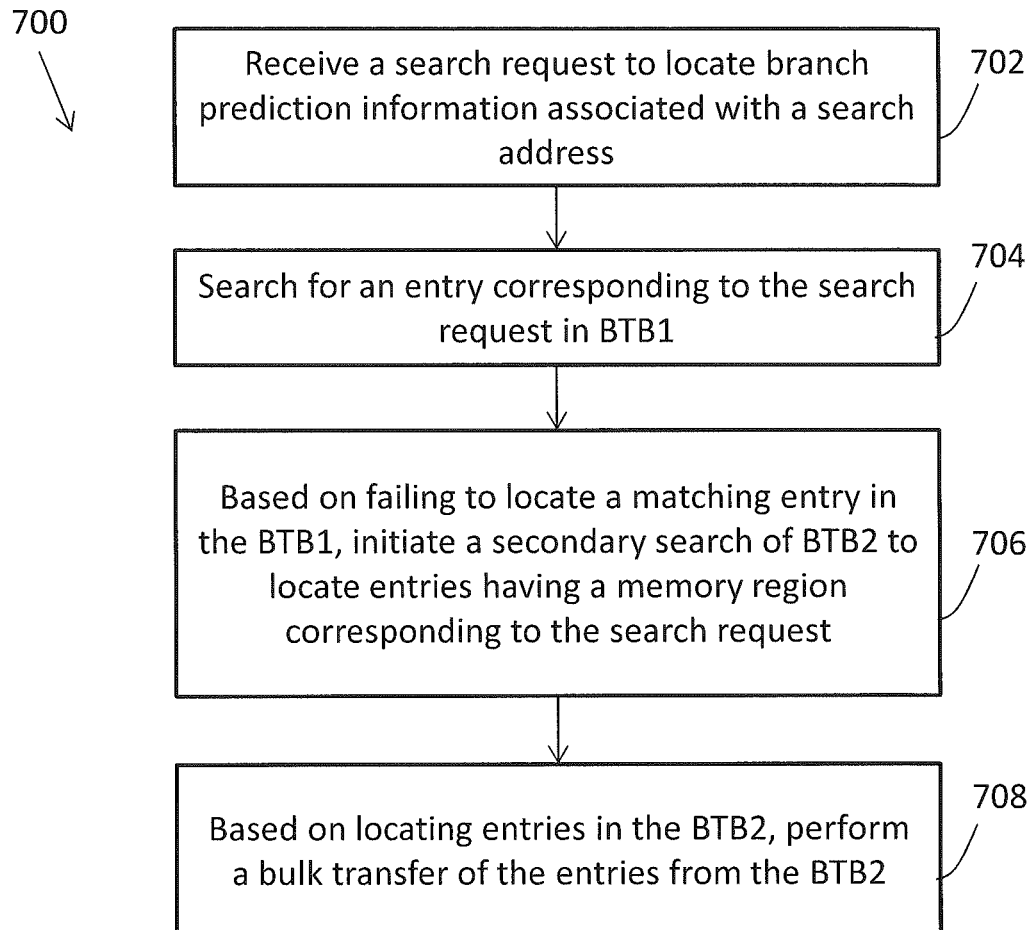 700
Receive a search request to locate branch
prediction information associated with a search
address
702
Search for an entry corresponding to the search
request in BTB1
704
Based on failing to locate a matching entry in
the BTB1, initiate a secondary search of BTB2 to
locate entries having a memory region
corresponding to the search request
706
Based on locating entries in the BTB2, perform
a bulk transfer of the entries from the BTB2
708